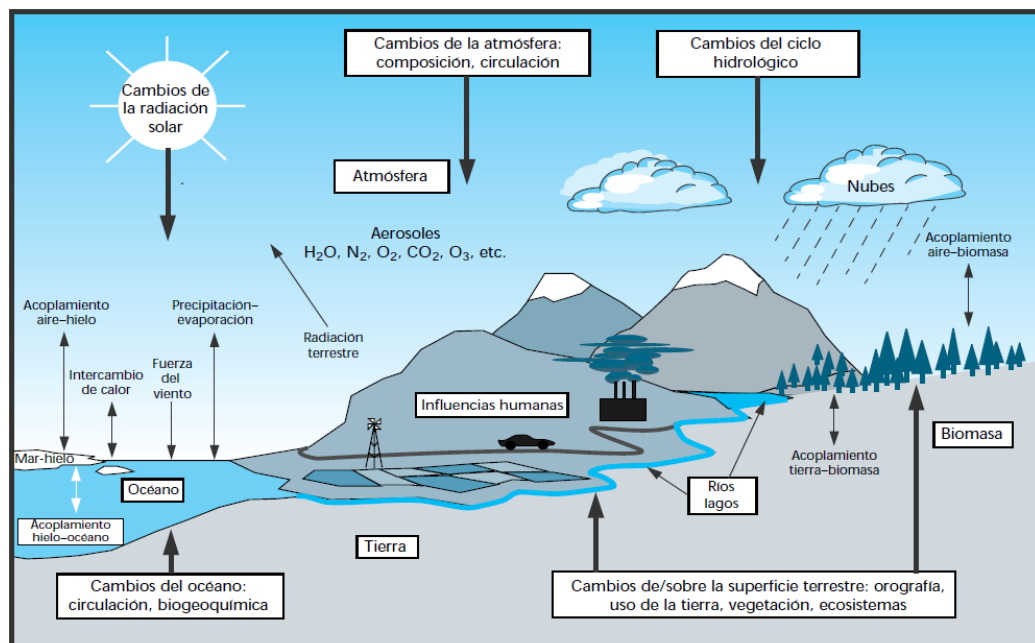 Cambios de la atmósfera:
composición, circulación
Cambios del ciclo
hidrológico
Cambios de
la radiación
solar
Atmósfera
Nubes
Aerosoles
H₂O, N₂, O₂, CO₂, O₃, etc.
Acoplamiento
aire–biomasa
Acoplamiento
aire–hielo
Precipitación–
evaporación
Radiación
terrestre
Intercambio
de calor
Fuerza
del
viento
Influencias humanas
Biomasa
Mar-hielo
Acoplamiento
tierra–biomasa
Océano
Ríos
lagos
Acoplamiento
hielo–océano
Tierra
Cambios del océano:
circulación, biogeoquímica
Cambios de/sobre la superficie terrestre: orografía,
uso de la tierra, vegetación, ecosistemas